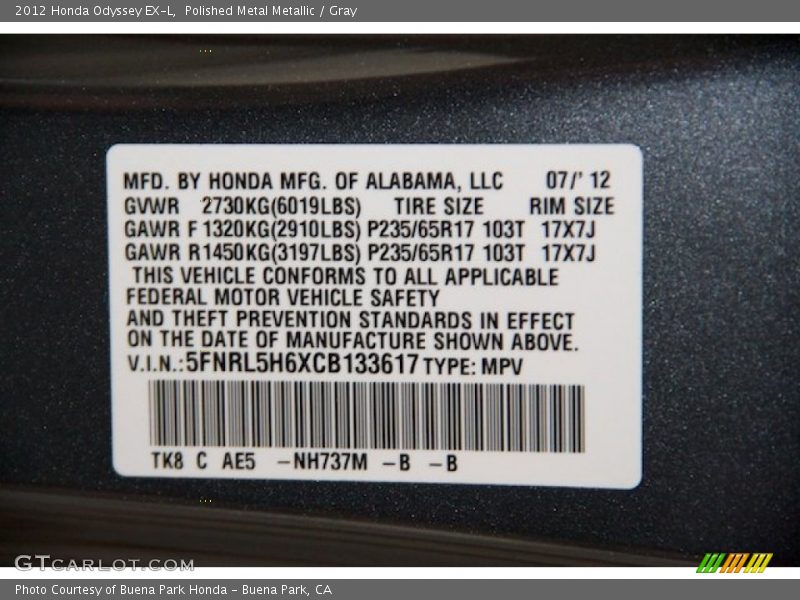 2012 Honda Odyssey EX-L,  Polished Metal Metallic / Gray
MFD. BY HONDA MFG. OF ALABAMA, LLC 07/' 12
GVWR 2730KG(6019LBS) TIRE SIZE RIM SIZE
GAWR F 1320KG(2910LBS) P235/65R17 103T 17X7J
GAWR R1450KG(3197LBS) P235/65R17 103T 17X7J
THIS VEHICLE CONFORMS TO ALL APPLICABLE
FEDERAL MOTOR VEHICLE SAFETY
AND THEFT PREVENTION STANDARDS IN EFFECT
ON THE DATE OF MANUFACTURE SHOWN ABOVE.
V.I.N.:5FNRL5H6XCB133617 TYPE: MPV
TK8 C AE5 -NH737M -B -B
GTCARLOT.COM
Photo Courtesy of Buena Park Honda - Buena Park, CA